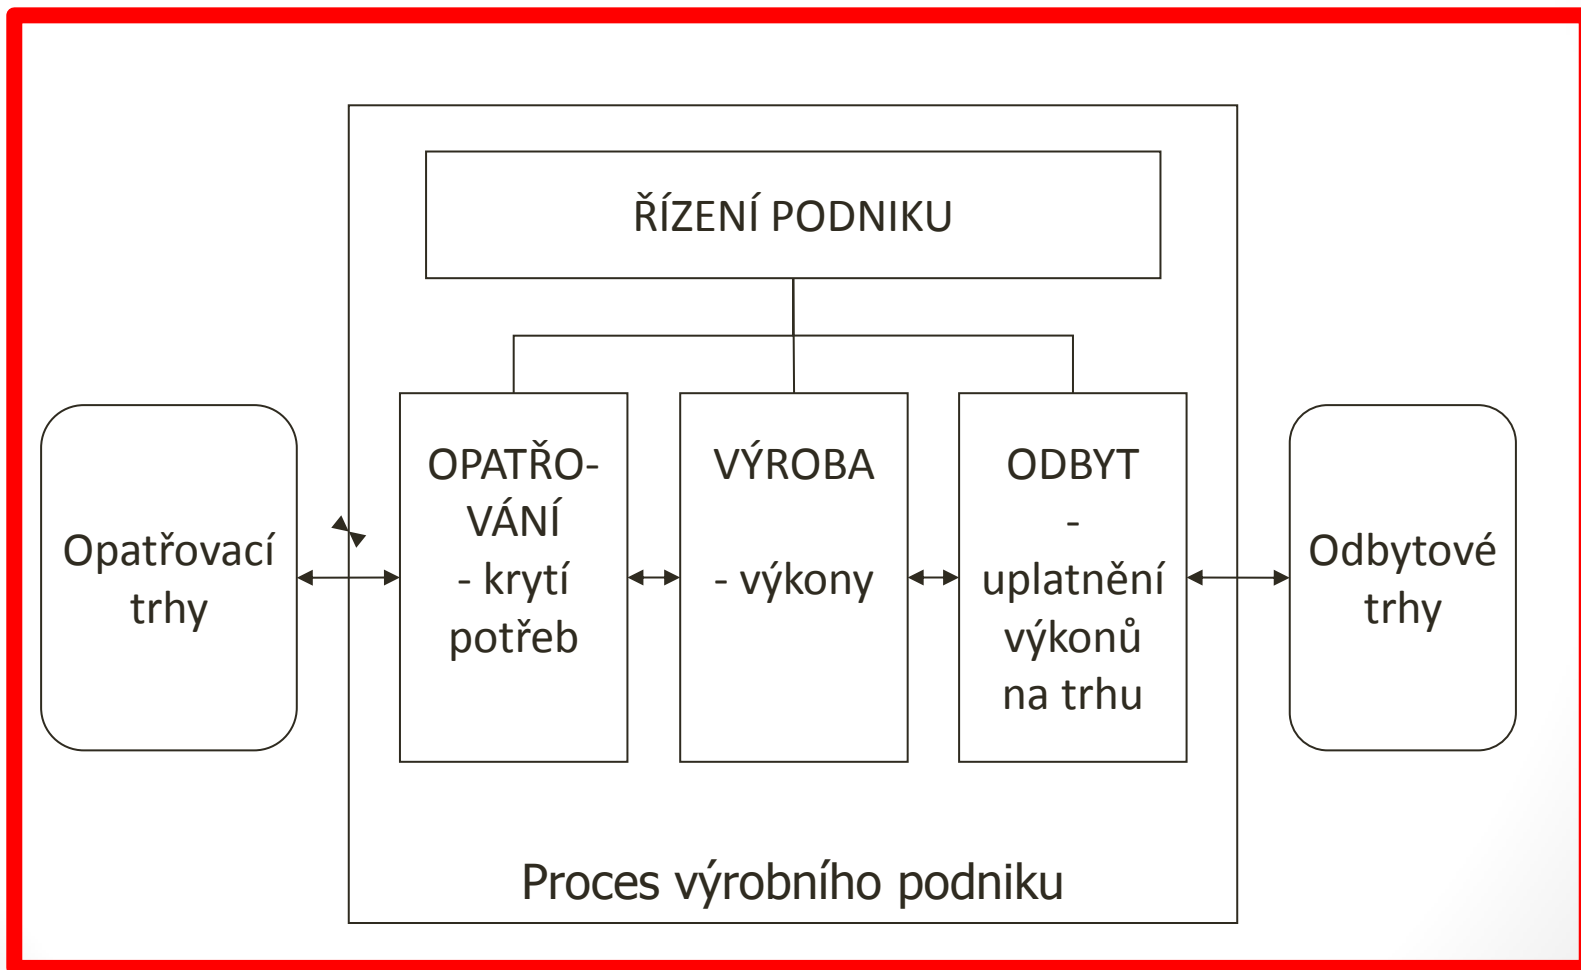 ŘÍZENÍ PODNIKU
Opatřovací
trhy
OPATŘO-
VÁNÍ
- krytí
potřeb
VÝROBA
- výkony
ODBYT
-
uplatnění
výkonů
na trhu
Odbytové
trhy
Proces výrobního podniku